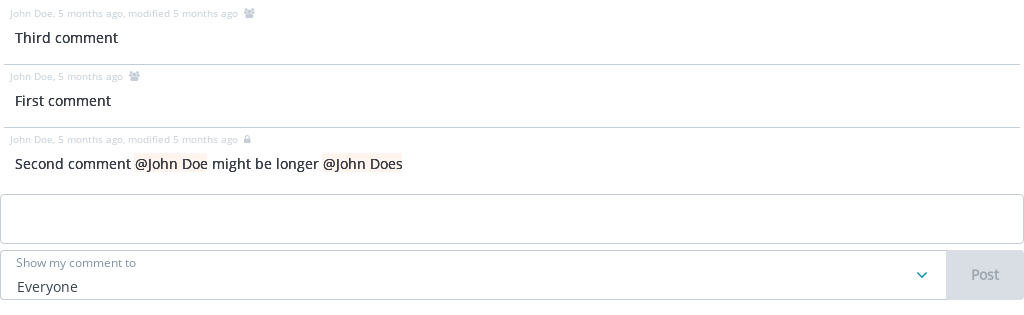 John Doe, 5 months ago, modified 5 months ago
Third comment
John Doe, 5 months ago
First comment
John Doe, 5 months ago, modified 5 months ago
Second comment @John Doe might be longer @John Does
Show my comment to
Everyone
Post